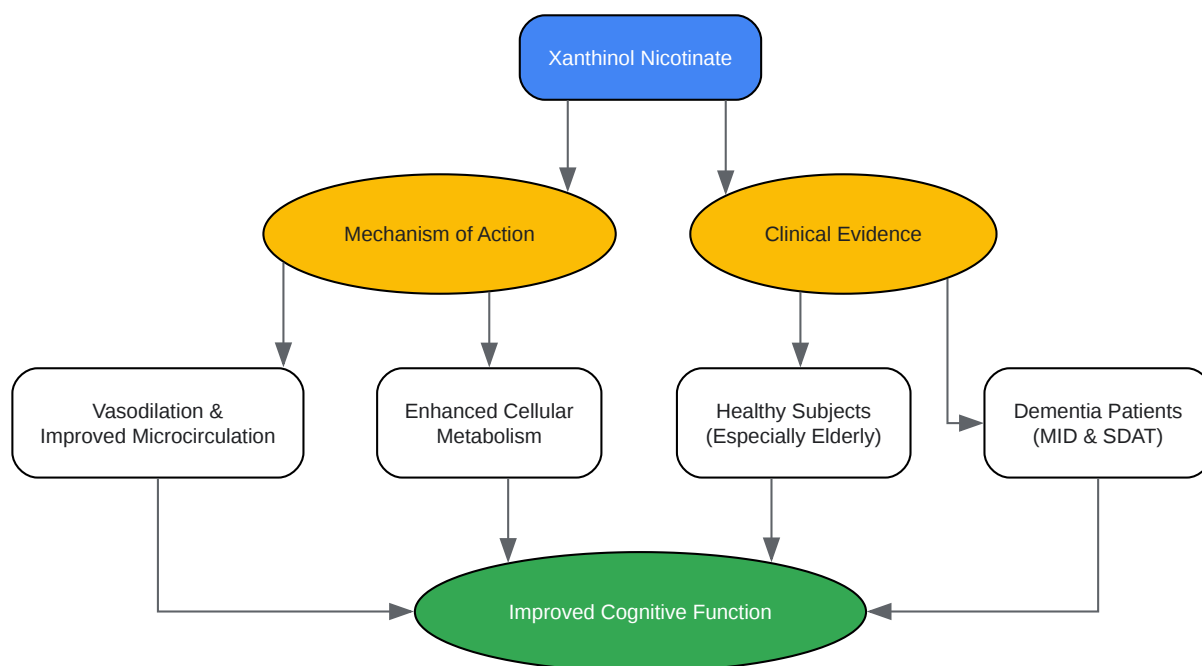 Xanthinol Nicotinate
Mechanism of Action
Clinical Evidence
Vasodilation &
Improved Microcirculation
Enhanced Cellular
Metabolism
Healthy Subjects
(Especially Elderly)
Dementia Patients
(MID & SDAT)
Improved Cognitive Function